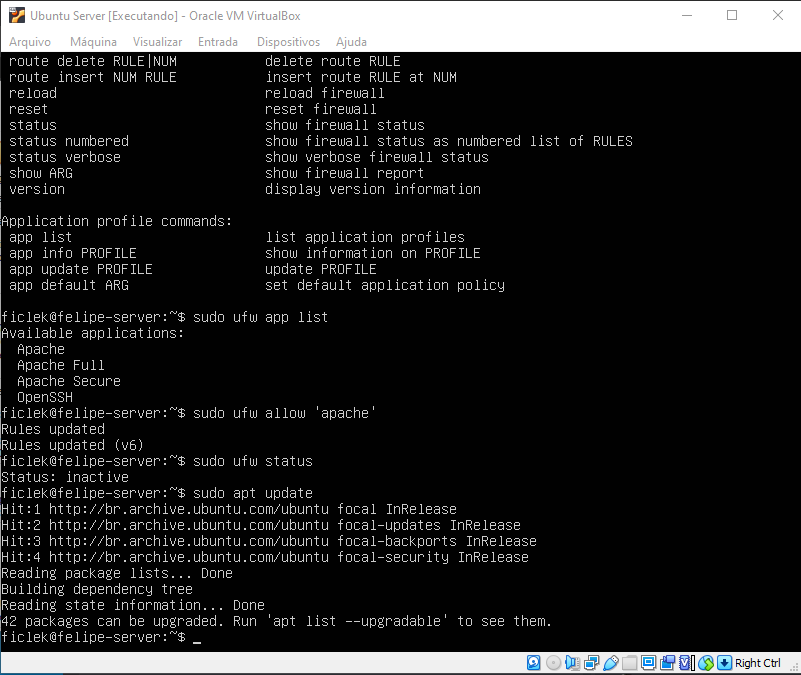 Ubuntu Server [Executando] - Oracle VM VirtualBox
Arquivo Máquina Visualizar Entrada Dispositivos Ajuda
route delete RULE|NUM delete route RULE
route insert NUM RULE insert route RULE at NUM
reload reload firewall
reset reset firewall
status show firewall status
status numbered show firewall status as numbered list of RULES
status verbose show verbose firewall status
show ARG show firewall report
version display version information
Application profile commands:
app list list application profiles
app info PROFILE show information on PROFILE
app update PROFILE update PROFILE
app default ARG set default application policy
ficlek@felipe-server:~$ sudo ufw app list
Available applications:
Apache
Apache Full
Apache Secure
OpenSSH
ficlek@felipe-server:~$ sudo ufw allow 'apache'
Rules updated
Rules updated (v6)
ficlek@felipe-server:~$ sudo ufw status
Status: inactive
ficlek@felipe-server:~$ sudo apt update
Hit:1 http://br.archive.ubuntu.com/ubuntu focal InRelease
Hit:2 http://br.archive.ubuntu.com/ubuntu focal-updates InRelease
Hit:3 http://br.archive.ubuntu.com/ubuntu focal-backports InRelease
Hit:4 http://br.archive.ubuntu.com/ubuntu focal-security InRelease
Reading package lists... Done
Building dependency tree
Reading state information... Done
42 packages can be upgraded. Run 'apt list --upgradable' to see them.
ficlek@felipe-server:~$ _
Right Ctrl